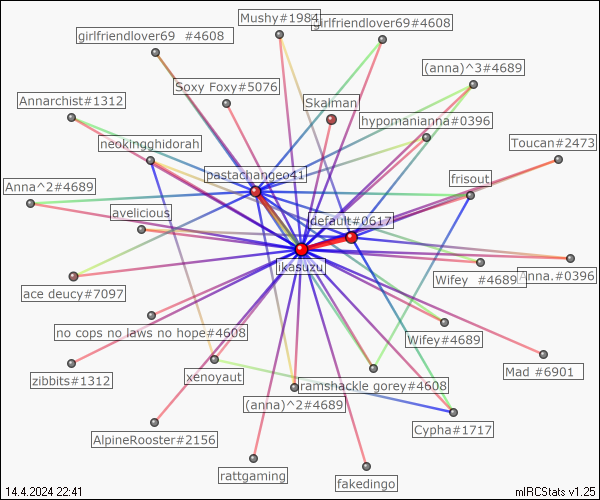 Mushy#1984
girlfriendlover69#4608
girlfriendlover69  #4608
(anna)^3#4689
Soxy Foxy#5076
Annarchist#1312
Skalman
hypomanianna#0396
neokingghidorah
Toucan#2473
pastachangeo41
frisout
Anna^2#4689
avelicious
default#0617
ikasuzu
Wifey  #4689
Anna.#0396
ace deucy#7097
no cops no laws no hope#4608
Wifey#4689
zibbits#1312
xenoyaut
Mad #6901
ramshackle gorey#4608
(anna)^2#4689
Cypha#1717
AlpineRooster#2156
rattgaming
fakedingo
14.4.2024 22:41
mIRCStats v1.25